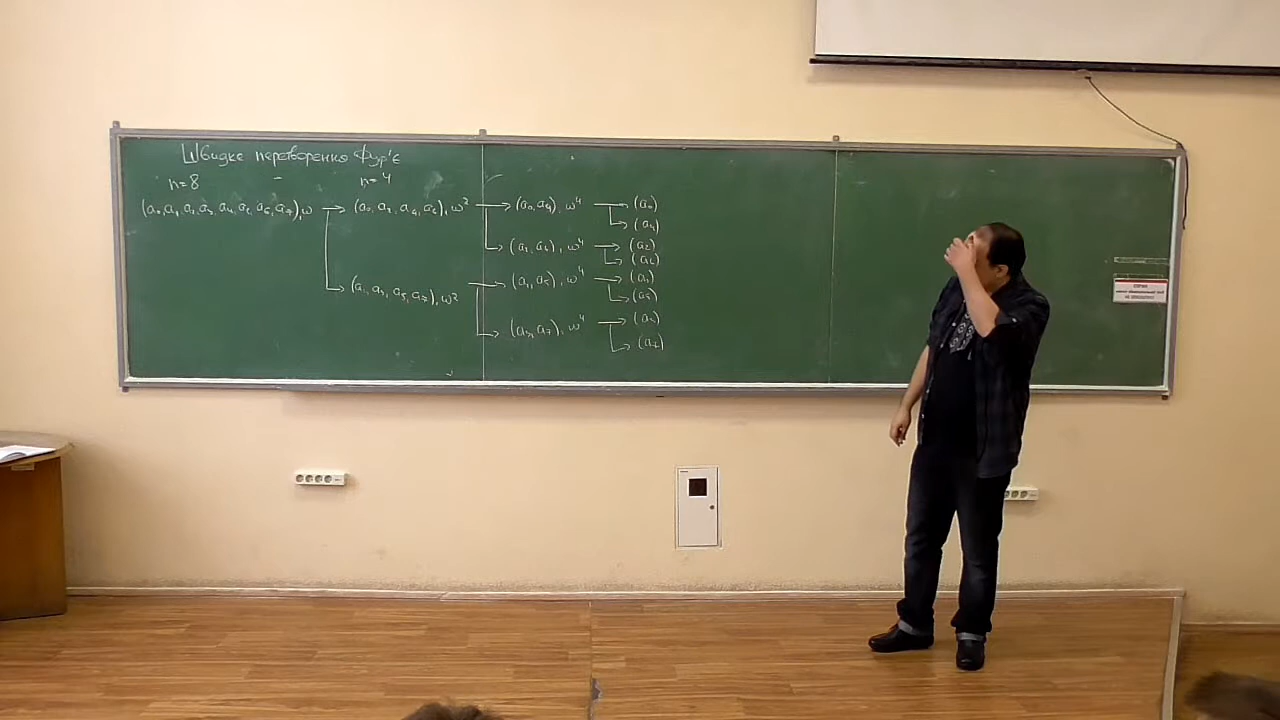 Швидке перетворення Фур'є
n=8 n=4
(a₀,a₁,a₂,a₃,a₄,a₅,a₆,a₇),ω → (a₀,a₂,a₄,a₆),ω² → (a₀,a₄),ω⁴ → (a₀)
→ (a₄)
→ (a₂,a₆),ω⁴ → (a₂)
→ (a₆)
→ (a₁,a₃,a₅,a₇),ω² → (a₁,a₅),ω⁴ → (a₁)
→ (a₅)
→ (a₃,a₇),ω⁴ → (a₃)
→ (a₇)